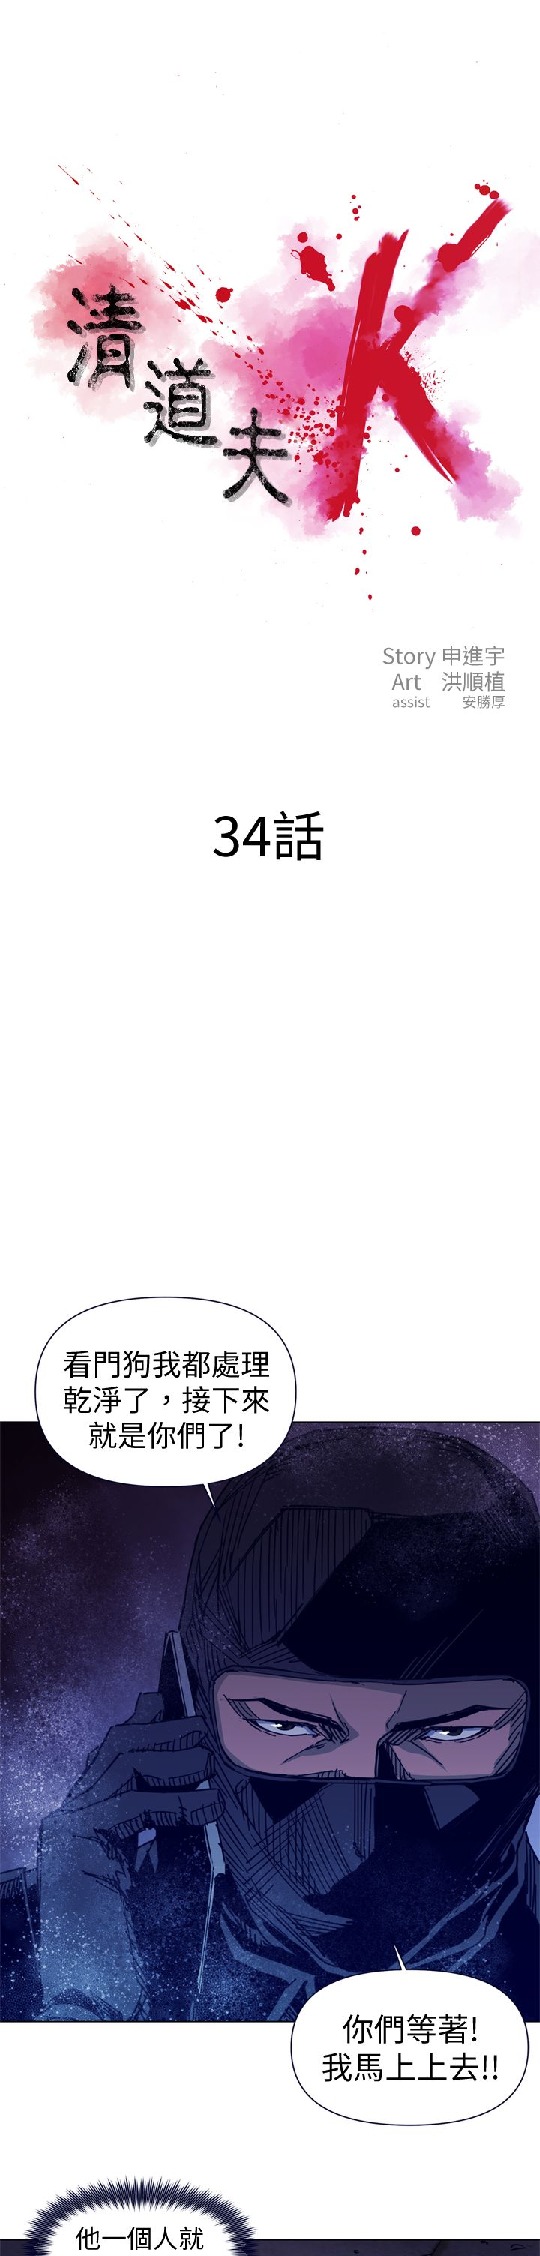 清道夫K
Story 申進宇
Art 洪順植
assist 安勝厚
34話
看門狗我都處理
乾淨了，接下來
就是你們了!
你們等著!
我馬上上去!!
他一個人就